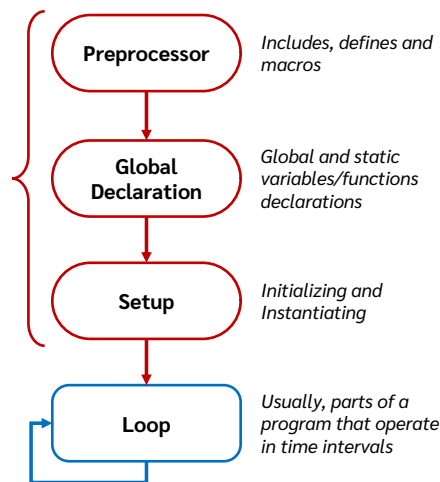 Preprocessor
Includes, defines and
macros
Global
Declaration
Global and static
variables/functions
declarations
Setup
Initializing and
Instantiating
Loop
Usually, parts of a
program that operate
in time intervals